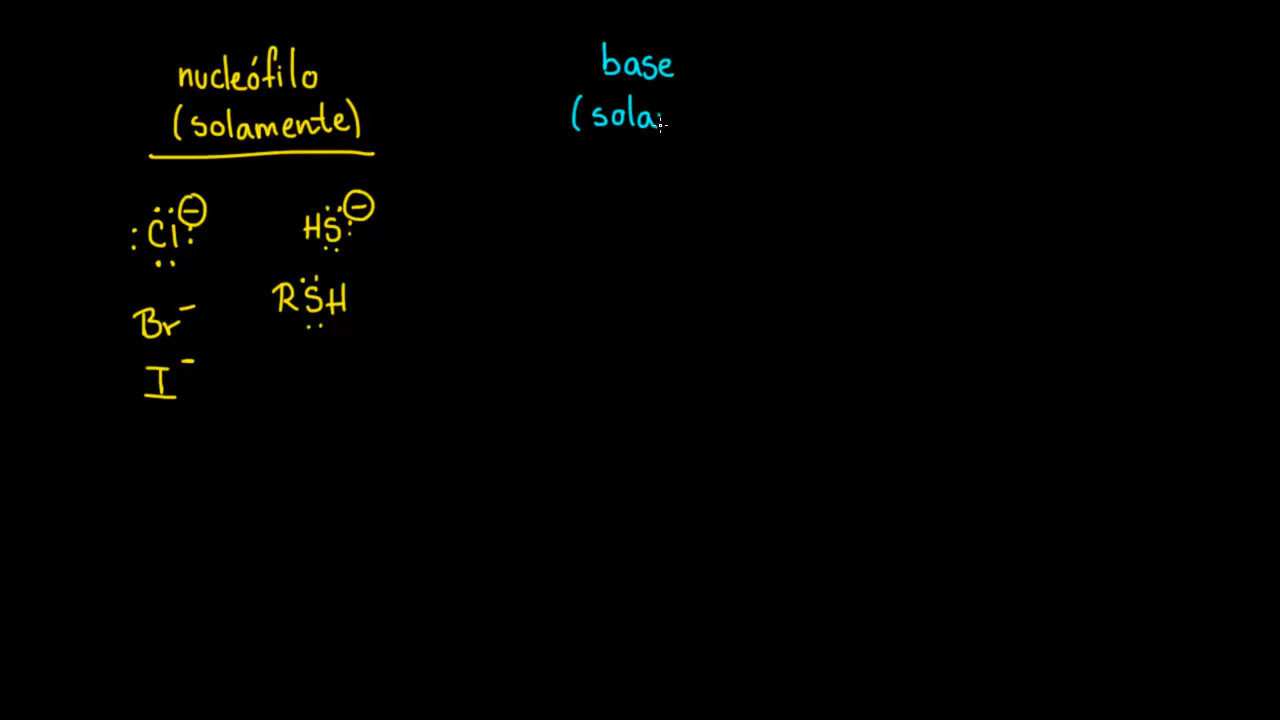 nucleófilo
(solamente)
base
(sola
:Cl:⊖
HS:⊖
RSH
Br⁻
I⁻